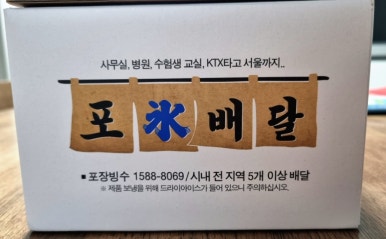 사무실, 병원, 수험생 교실, KTX타고 서울까지..
포氷배달
■ 포장빙수 1588-8069/시내 전 지역 5개 이상 배달
※ 제품 보냉을 위해 드라이아이스가 들어 있으니 주의하십시오.